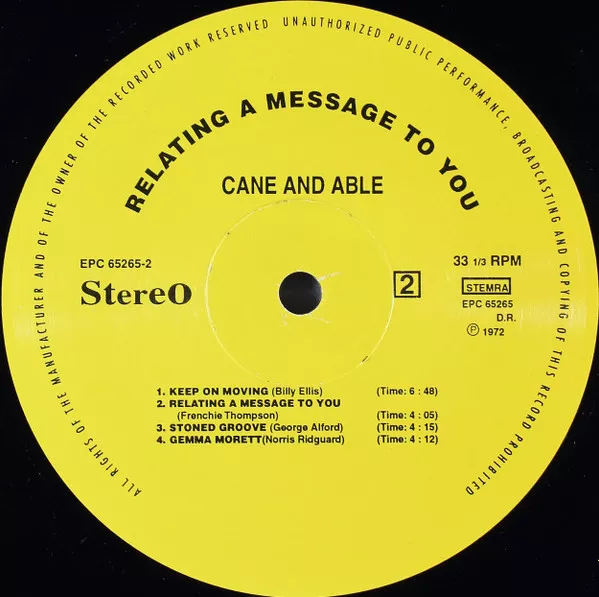 ALL RIGHTS OF THE MANUFACTURER AND OF THE OWNER OF THE RECORDED WORK RESERVED UNAUTHORIZED PUBLIC PERFORMANCE, BROADCASTING AND COPYING OF THIS RECORD PROHIBITED
RELATING A MESSAGE TO YOU
CANE AND ABLE
EPC 65265-2
Stereo
2
33 1/3 RPM
STEMRA
EPC 65265
D.R.
Ⓟ 1972
1. KEEP ON MOVING (Billy Ellis) (Time: 6 : 48)
2. RELATING A MESSAGE TO YOU
(Frenchie Thompson) (Time: 4 : 05)
3. STONED GROOVE (George Alford) (Time: 4 : 15)
4. GEMMA MORETT(Norris Ridguard) (Time: 4 : 12)